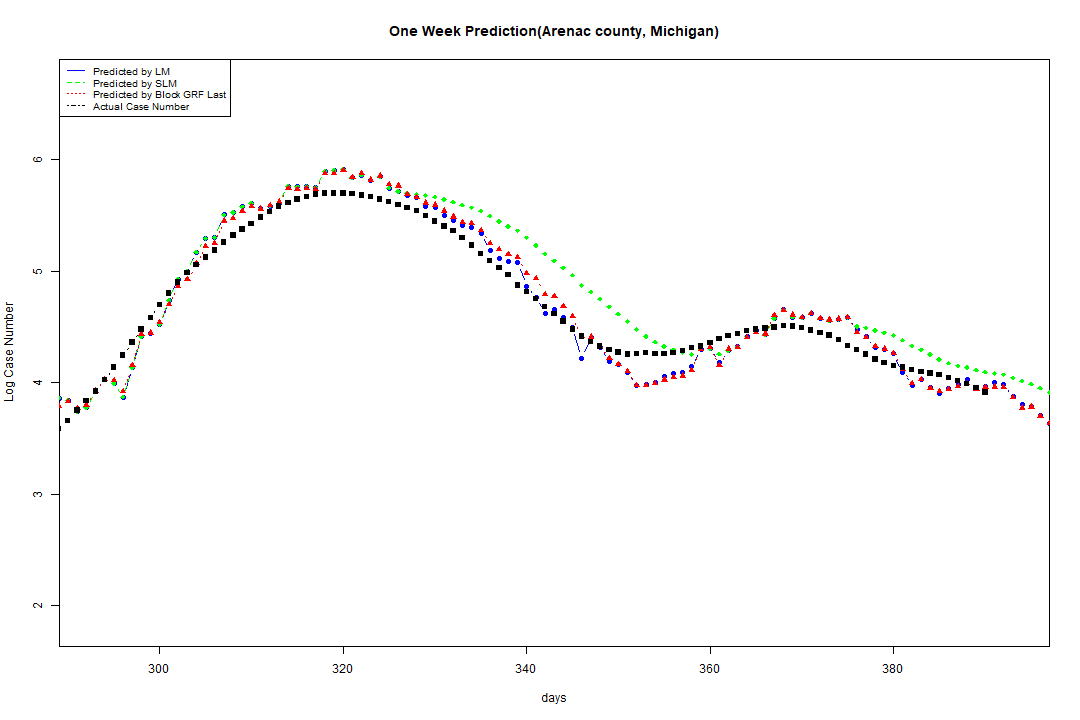 One Week Prediction(Arenac county, Michigan)
Predicted by LM
Predicted by SLM
Predicted by Block GRF Last
Actual Case Number
Log Case Number
6
5
4
3
2
300 320 340 360 380
days